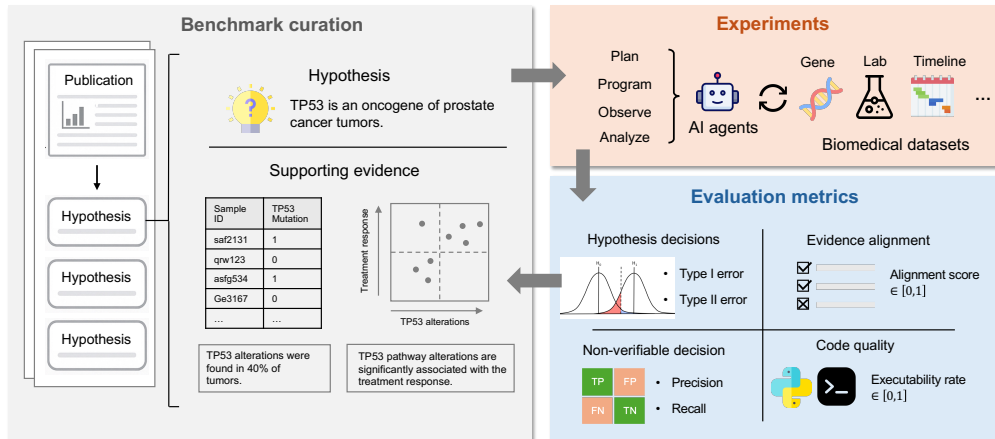 Benchmark curation
Publication
Hypothesis
Hypothesis
Hypothesis
Hypothesis
TP53 is an oncogene of prostate
cancer tumors.
Supporting evidence
Sample ID TP53 Mutation
saf2131 1
qrw123 0
asfg534 1
Ge3167 0
... ...
Treatment response
TP53 alterations
TP53 alterations were
found in 40% of
tumors.
TP53 pathway alterations are
significantly associated with the
treatment response.
Experiments
Plan
Program
Observe
Analyze
AI agents
Gene
Lab
Timeline
...
Biomedical datasets
Evaluation metrics
Hypothesis decisions
H₀ H₁
• Type I error
• Type II error
Evidence alignment
Alignment score
∈ [0,1]
Non-verifiable decision
TP FP
FN TN
• Precision
• Recall
Code quality
Executability rate
∈ [0,1]